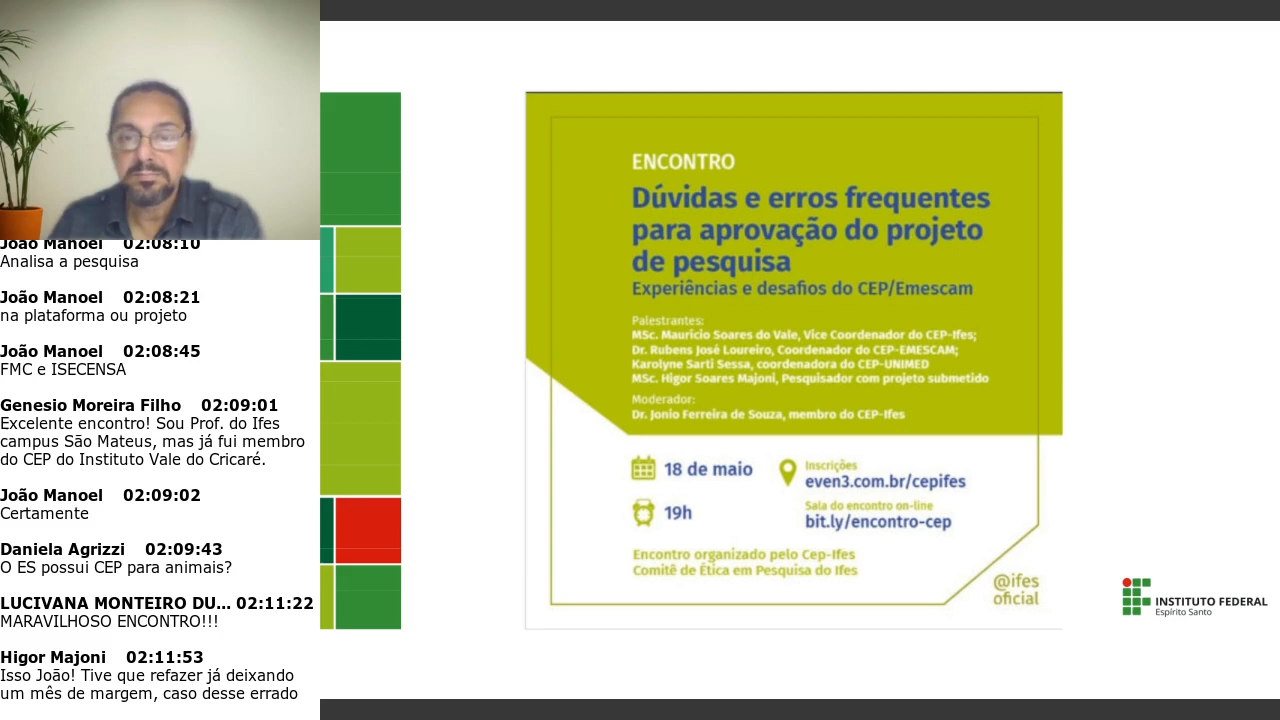 João Manoel 02:08:10
Analisa a pesquisa
João Manoel 02:08:21
na plataforma ou projeto
João Manoel 02:08:45
FMC e ISECENSA
Genesio Moreira Filho 02:09:01
Excelente encontro! Sou Prof. do Ifes
campus São Mateus, mas já fui membro
do CEP do Instituto Vale do Cricaré.
João Manoel 02:09:02
Certamente
Daniela Agrizzi 02:09:43
O ES possui CEP para animais?
LUCIVANA MONTEIRO DU... 02:11:22
MARAVILHOSO ENCONTRO!!!
Higor Majoni 02:11:53
Isso João! Tive que refazer já deixando
um mês de margem, caso desse errado
ENCONTRO
Dúvidas e erros frequentes
para aprovação do projeto
de pesquisa
Experiências e desafios do CEP/Emescam
Palestrantes:
MSc. Maurício Soares do Vale, Vice Coordenador do CEP-Ifes;
Dr. Rubens José Loureiro, Coordenador do CEP-EMESCAM;
Karolyne Sarti Sessa, coordenadora do CEP-UNIMED
MSc. Higor Soares Majoni, Pesquisador com projeto submetido
Moderador:
Dr. Jonio Ferreira de Souza, membro do CEP-Ifes
18 de maio
Inscrições
even3.com.br/cepifes
19h
Sala do encontro on-line
bit.ly/encontro-cep
Encontro organizado pelo Cep-Ifes
Comitê de Ética em Pesquisa do Ifes
@ifes
oficial
INSTITUTO FEDERAL
Espírito Santo